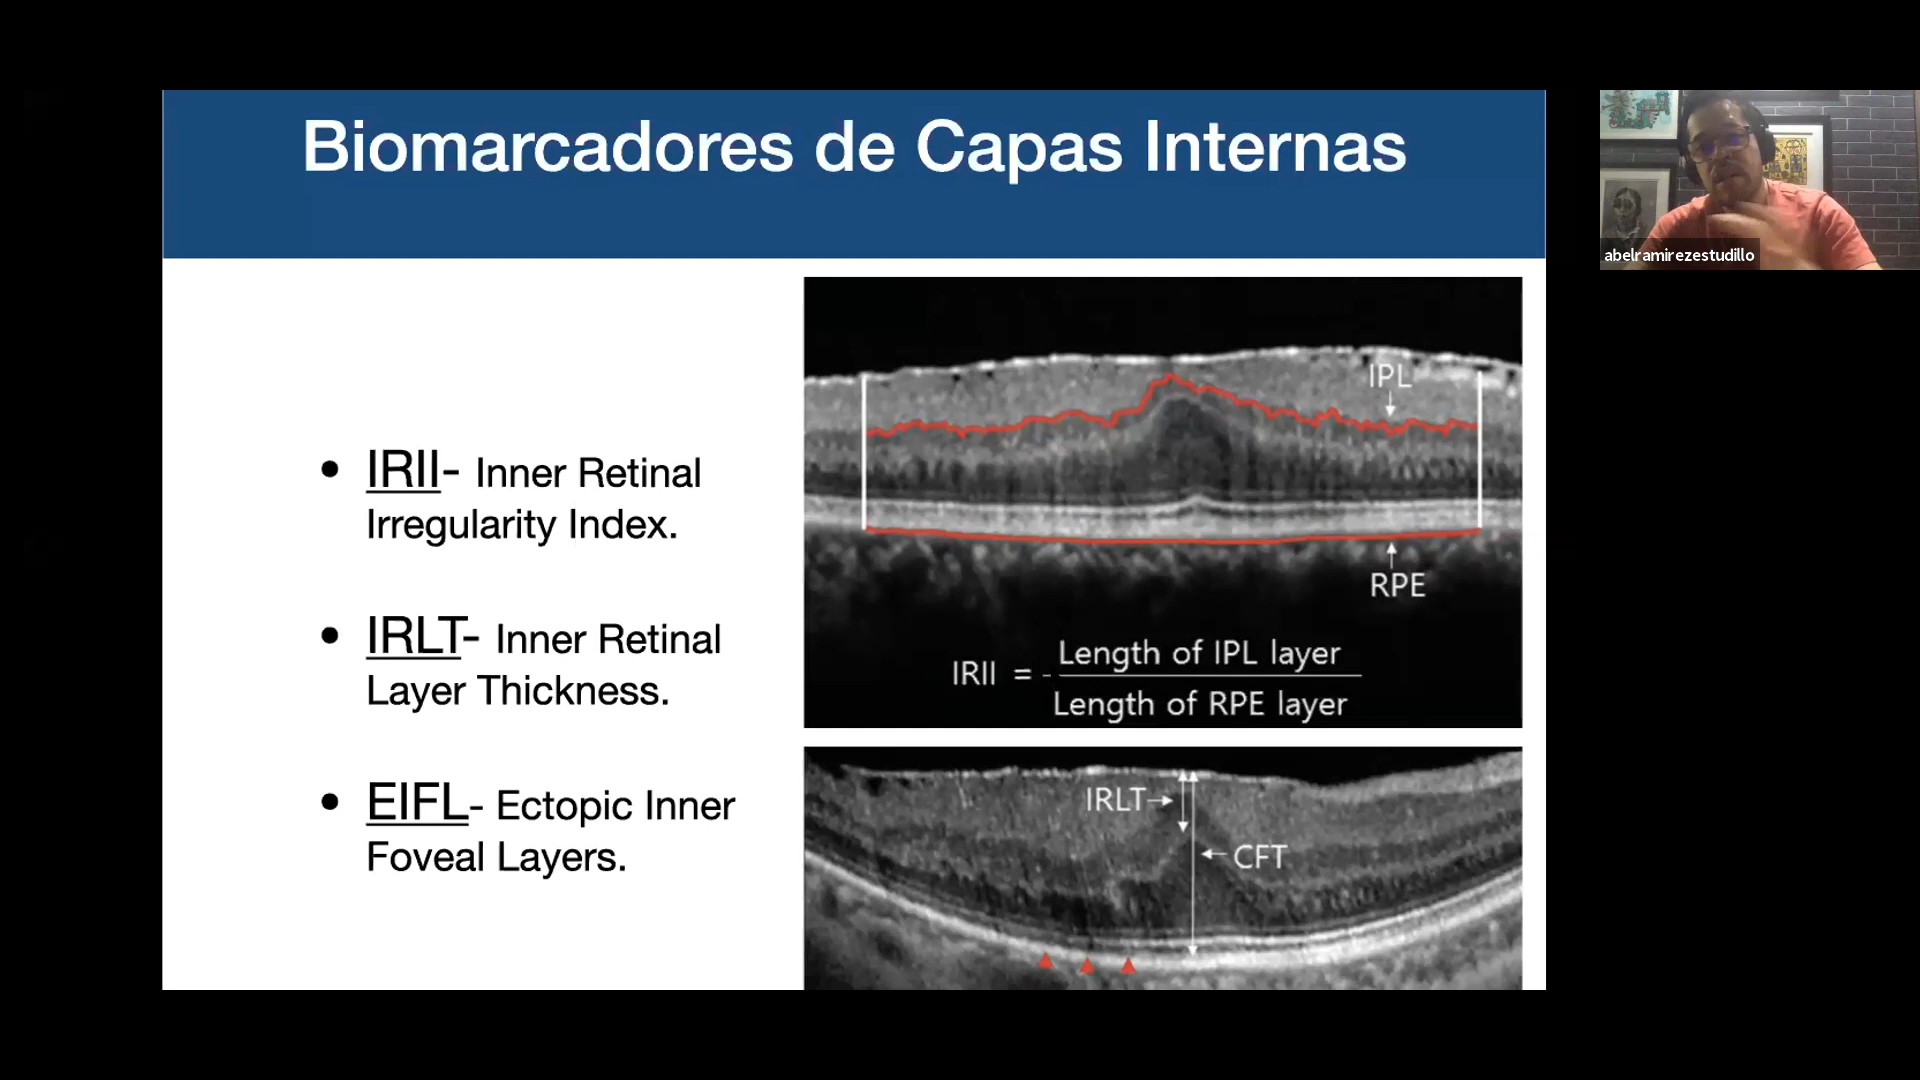 Biomarcadores de Capas Internas
abelramirezestudillo
• IRII- Inner Retinal
Irregularity Index.
• IRLT- Inner Retinal
Layer Thickness.
• EIFL- Ectopic Inner
Foveal Layers.
IPL
RPE
IRII = Length of IPL layer
Length of RPE layer
IRLT
CFT